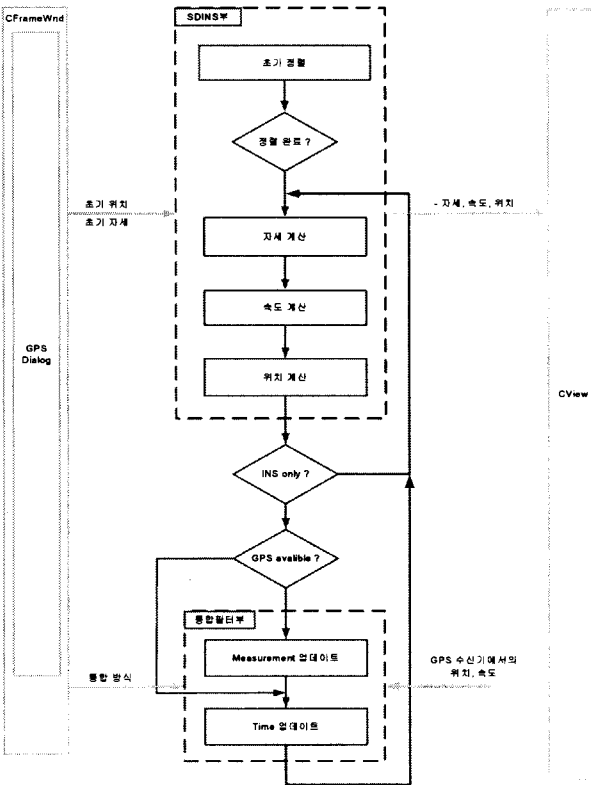 CFrameWnd
SDINS부
초기 정렬
정렬 완료 ?
초기 위치
초기 자세
- 자세, 속도, 위치
자세 계산
속도 계산
위치 계산
GPS
Dialog
CView
INS only ?
GPS avalible ?
통합필터부
Measurement 업데이트
GPS 수신기에서의
위치, 속도
통합 방식
Time 업데이트